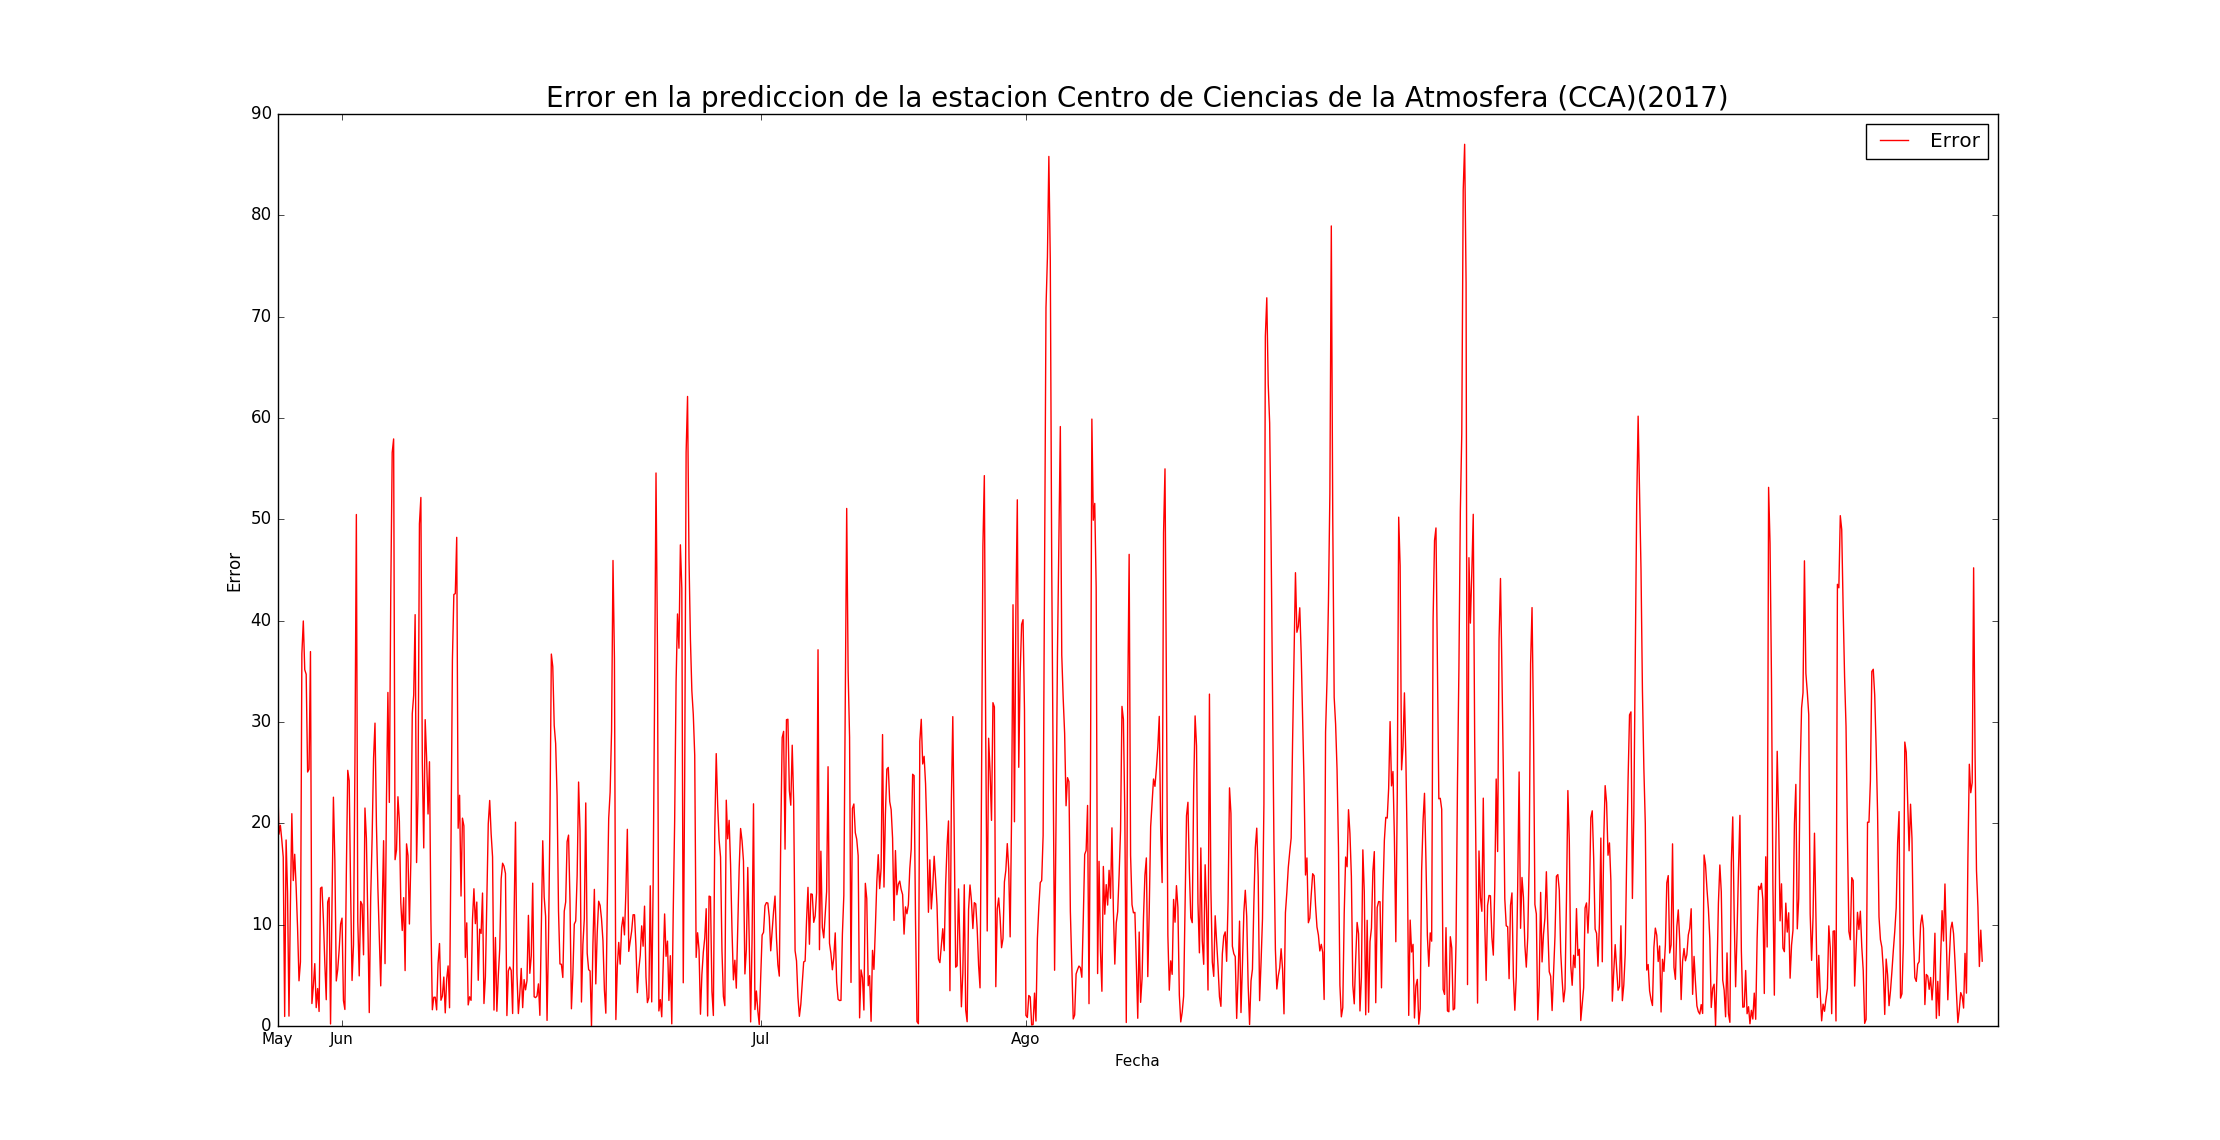 Error en la prediccion de la estacion Centro de Ciencias de la Atmosfera (CCA)(2017)
90
Error
80
70
60
50
Error
40
30
20
10
0
May Jun Jul Ago
Fecha